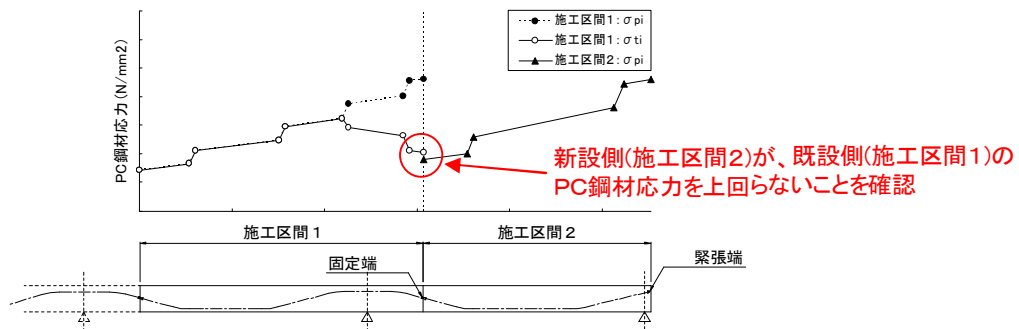 施工区間1:σpi
施工区間1:σti
施工区間2:σpi
PC鋼材応力(N/mm2)
新設側(施工区間2)が、既設側(施工区間1)の
PC鋼材応力を上回らないことを確認
施工区間1
施工区間2
固定端
緊張端